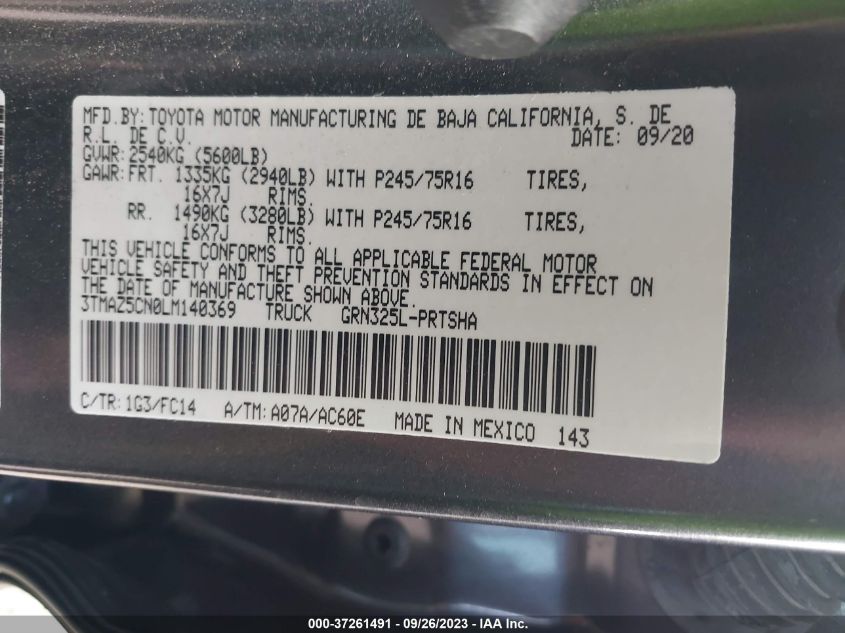 MFD.BY: TOYOTA MOTOR MANUFACTURING DE BAJA CALIFORNIA, S. DE
R.L. DE C.V. DATE: 09/20
GVWR: 2540KG (5600LB)
GAWR: FRT. 1335KG (2940LB) WITH P245/75R16 TIRES,
16X7J RIMS.
RR. 1490KG (3280LB) WITH P245/75R16 TIRES,
16X7J RIMS.
THIS VEHICLE CONFORMS TO ALL APPLICABLE FEDERAL MOTOR
VEHICLE SAFETY AND THEFT PREVENTION STANDARDS IN EFFECT ON
THE DATE OF MANUFACTURE SHOWN ABOVE.
3TMAZ5CN0LM140369 TRUCK GRN325L-PRTSHA
C/TR: 1G3/FC14 A/TM: A07A/AC60E MADE IN MEXICO 143
000-37261491 - 09/26/2023 - IAA Inc.